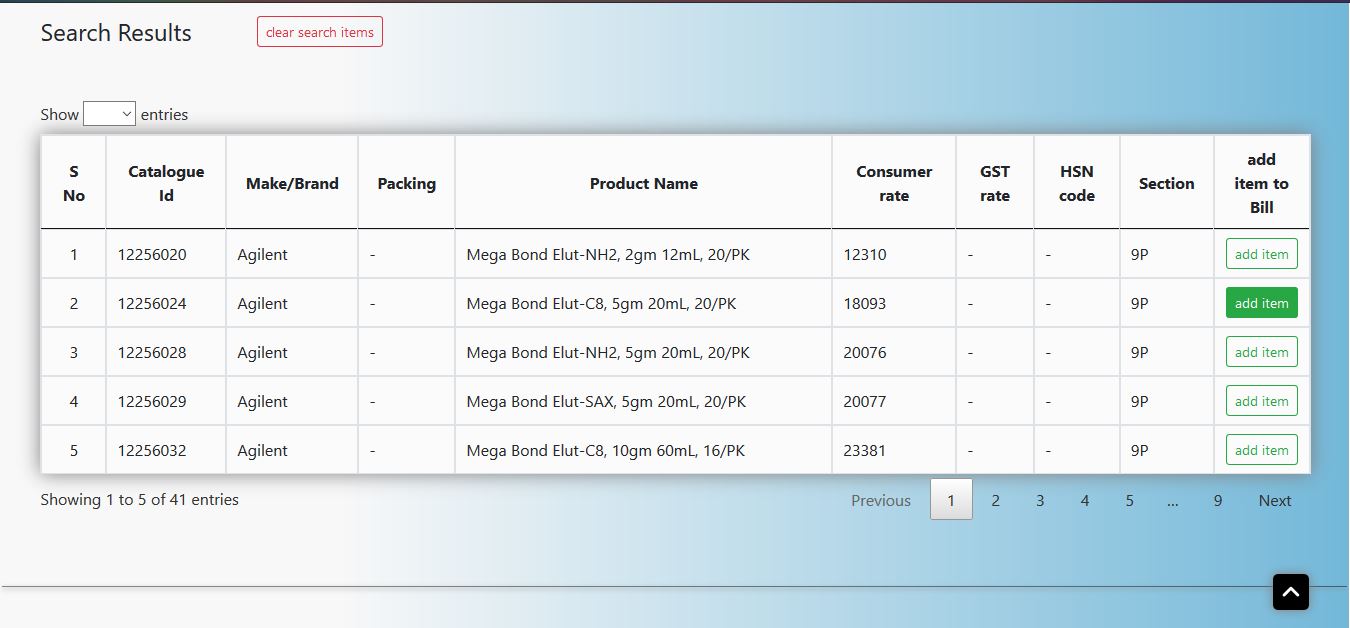 Search Results clear search items
Show entries
S No Catalogue Id Make/Brand Packing Product Name Consumer rate GST rate HSN code Section add item to Bill
1 12256020 Agilent - Mega Bond Elut-NH2, 2gm 12mL, 20/PK 12310 - - 9P add item
2 12256024 Agilent - Mega Bond Elut-C8, 5gm 20mL, 20/PK 18093 - - 9P add item
3 12256028 Agilent - Mega Bond Elut-NH2, 5gm 20mL, 20/PK 20076 - - 9P add item
4 12256029 Agilent - Mega Bond Elut-SAX, 5gm 20mL, 20/PK 20077 - - 9P add item
5 12256032 Agilent - Mega Bond Elut-C8, 10gm 60mL, 16/PK 23381 - - 9P add item
Showing 1 to 5 of 41 entries Previous 1 2 3 4 5 ... 9 Next